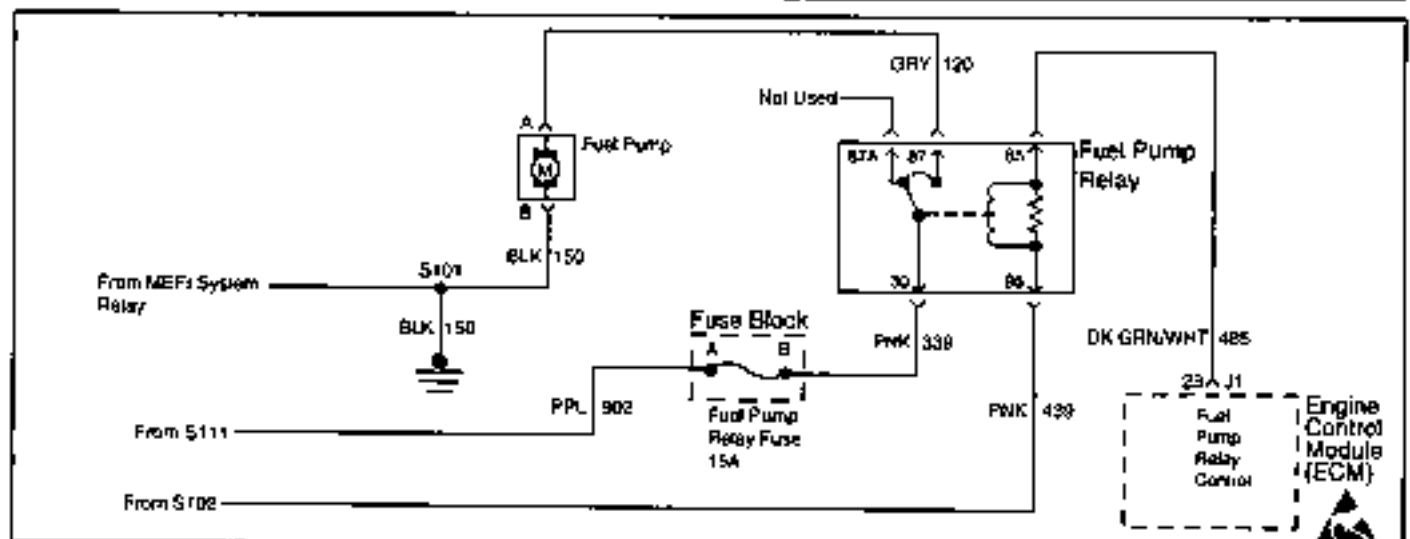 GRY 120
Not Used
A
Fuel Pump
M
B
BLK 150
87A 87 85
Fuel Pump
Relay
30 86
S101
From MEFI System
Relay
BLK 150
Fuse Block
A B
Fuel Pump
Relay Fuse
15A
PNK 339
DK GRN/WHT 465
23 J1
PPL 902
PNK 439
Fuel
Pump
Relay
Control
Engine
Control
Module
(ECM)
From S111
From S102